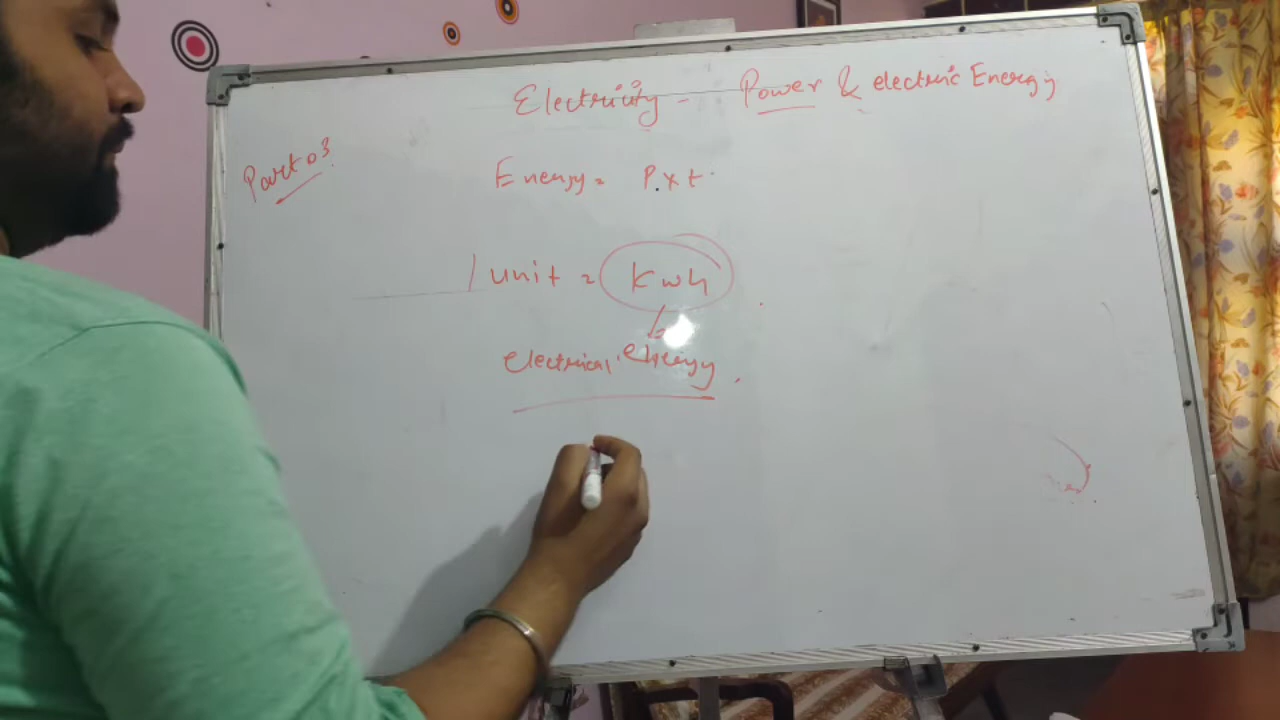 Electricity - Power & electric Energy
Part 03
Energy = P.x t.
1 unit = Kwh
electrical energy.